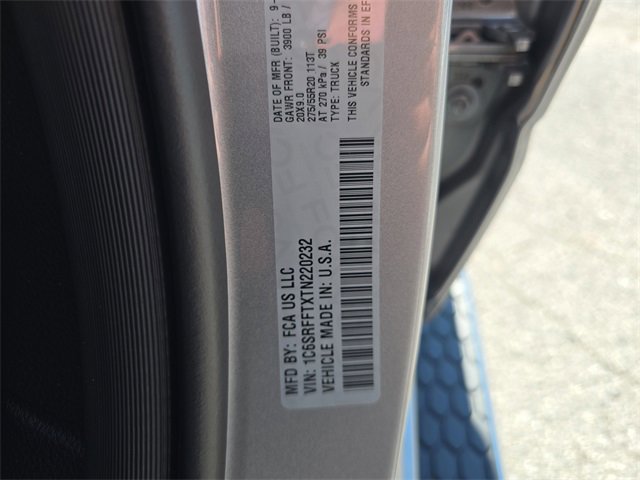 MFD BY: FCA US LLC
DATE OF MFR (BUILT): 9-
GAWR FRONT: 3900 LB /
20X9.0
275/55R20 113T
AT 270 kPa / 39 PSI
TYPE: TRUCK
THIS VEHICLE CONFORMS
STANDARDS IN EF
VIN: 1C6SRFFTXTN220232
VEHICLE MADE IN: U.S.A.